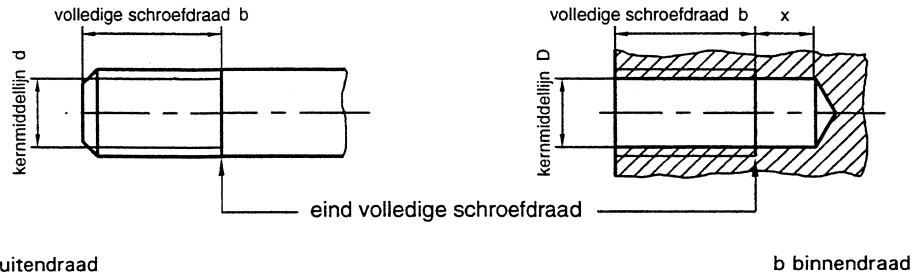 volledige schroefdraad b
volledige schroefdraad b x
kernmiddellijn d
kernmiddellijn D
eind volledige schroefdraad
uitendraad
b binnendraad